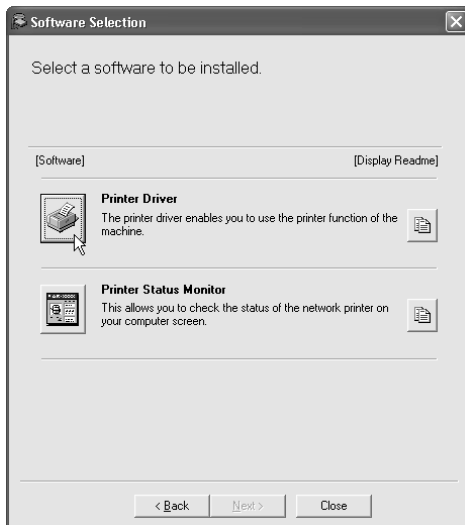 Software Selection
Select a software to be installed.
[Software] [Display Readme]
Printer Driver
The printer driver enables you to use the printer function of the
machine.
Printer Status Monitor
This allows you to check the status of the network printer on
your computer screen.
< Back Next > Close